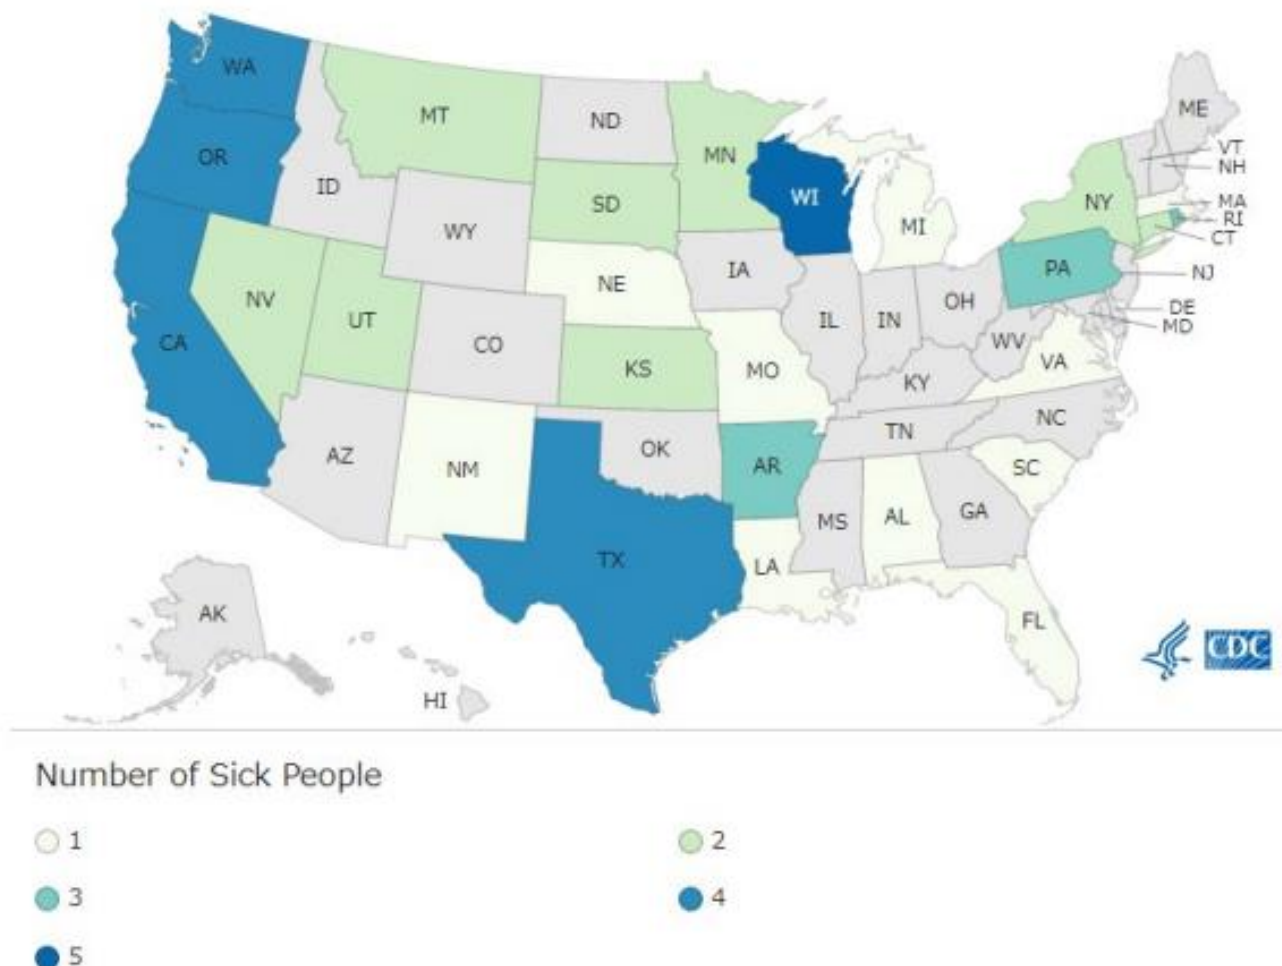 WA
MT
ND
ME
OR
MN
VT
NH
ID
SD
WI
NY
MA
RI
WY
MI
CT
IA
PA
NJ
NE
NV
UT
CO
IL
IN
OH
DE
MD
WV
CA
KS
MO
KY
VA
AZ
NM
OK
AR
TN
NC
SC
MS
AL
GA
TX
LA
AK
FL
HI
CDC
Number of Sick People
1
2
3
4
5